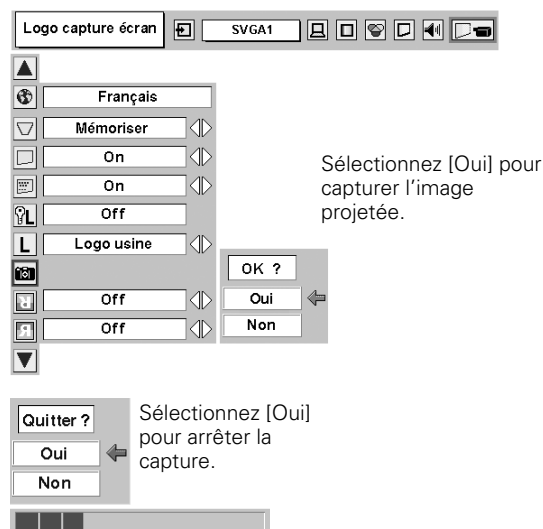 Logo capture écran
SVGA1
Français
Mémoriser
On
On
Off
L
L
Logo usine
Off
Off
OK ?
Oui
Non
Sélectionnez [Oui] pour
capturer l'image
projetée.
Quitter ?
Oui
Non
Sélectionnez [Oui]
pour arrêter la
capture.